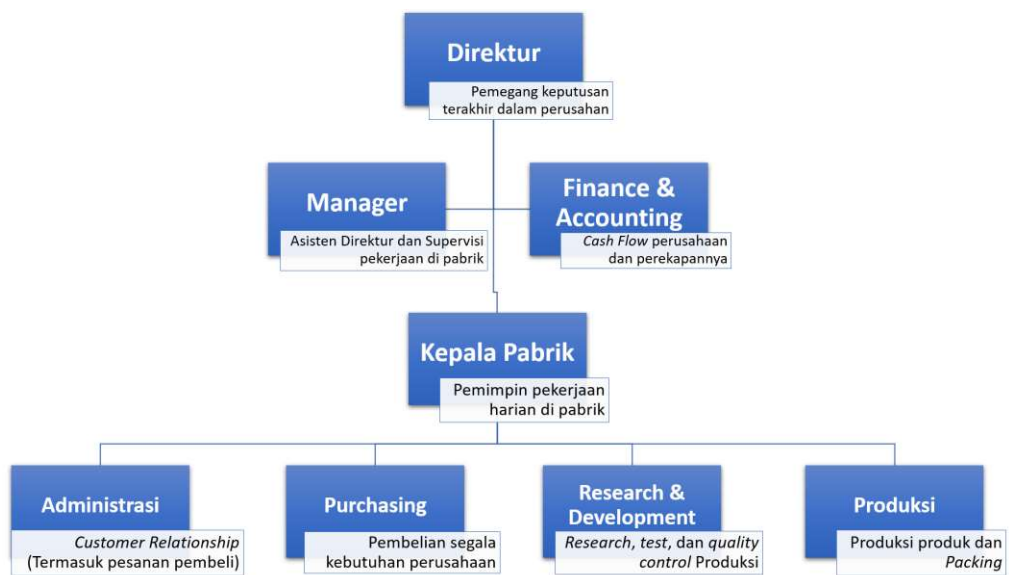 Direktur
Pemegang keputusan
terakhir dalam perusahan
Manager
Asisten Direktur dan Supervisi
pekerjaan di pabrik
Finance &
Accounting
Cash Flow perusahaan
dan perekapannya
Kepala Pabrik
Pemimpin pekerjaan
harian di pabrik
Administrasi
Customer Relationship
(Termasuk pesanan pembeli)
Purchasing
Pembelian segala
kebutuhan perusahaan
Research &
Development
Research, test, dan quality
control Produksi
Produksi
Produksi produk dan
Packing